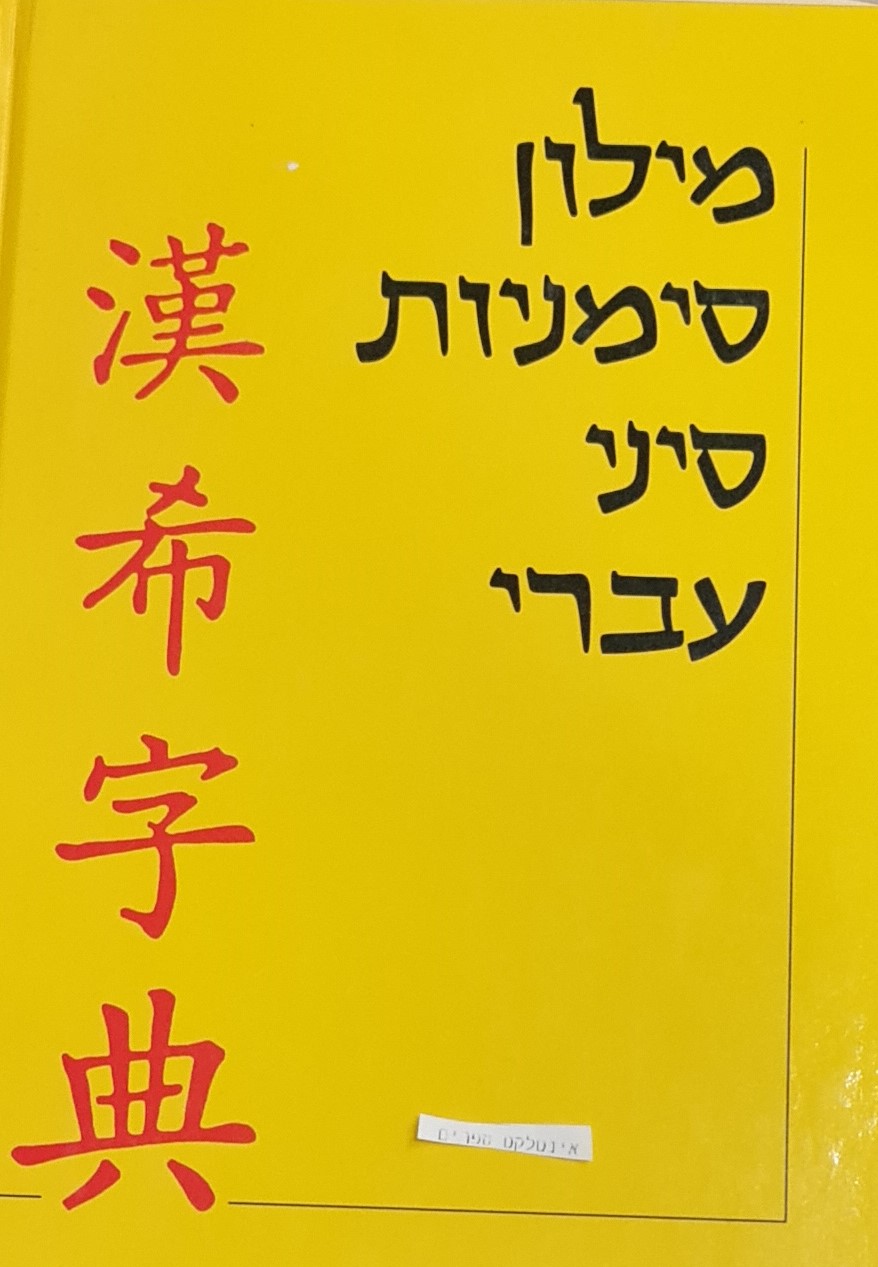 מילון
סימניות
סיני
עברי
漢希字典
אינטלקט ספרים